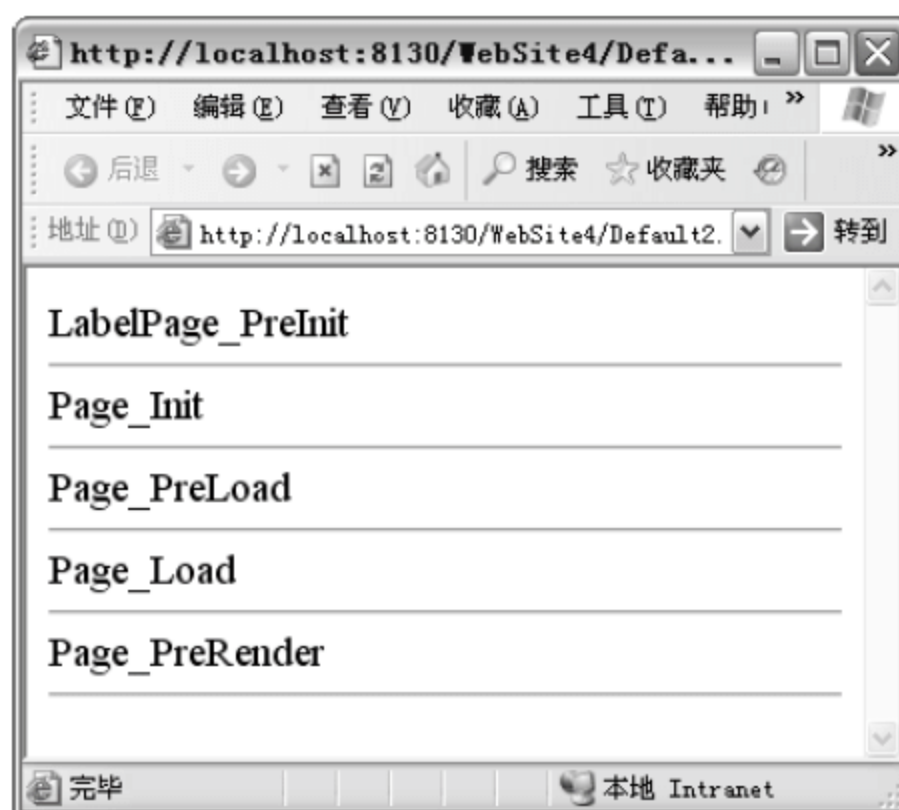 http://localhost:8130/WebSite4/Defa...
文件(F) 编辑(E) 查看(V) 收藏(A) 工具(T) 帮助 »
后退 搜索 收藏夹 »
地址(D) http://localhost:8130/WebSite4/Default2. 转到
LabelPage_PreInit
Page_Init
Page_PreLoad
Page_Load
Page_PreRender
完毕 本地 Intranet